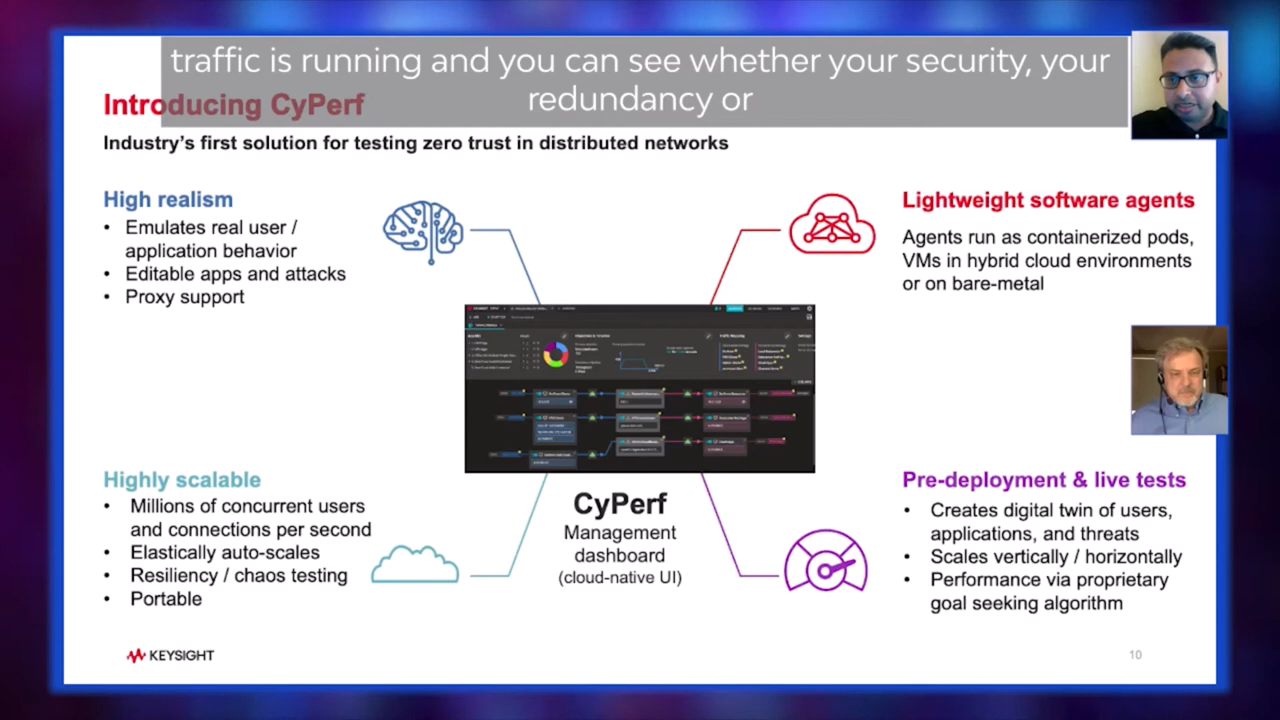 traffic is running and you can see whether your security, your
redundancy or
Introducing CyPerf
Industry's first solution for testing zero trust in distributed networks
High realism
• Emulates real user /
application behavior
• Editable apps and attacks
• Proxy support
Lightweight software agents
Agents run as containerized pods,
VMs in hybrid cloud environments
or on bare-metal
Highly scalable
• Millions of concurrent users
and connections per second
• Elastically auto-scales
• Resiliency / chaos testing
• Portable
CyPerf
Management
dashboard
(cloud-native UI)
Pre-deployment & live tests
• Creates digital twin of users,
applications, and threats
• Scales vertically / horizontally
• Performance via proprietary
goal seeking algorithm
KEYSIGHT
10